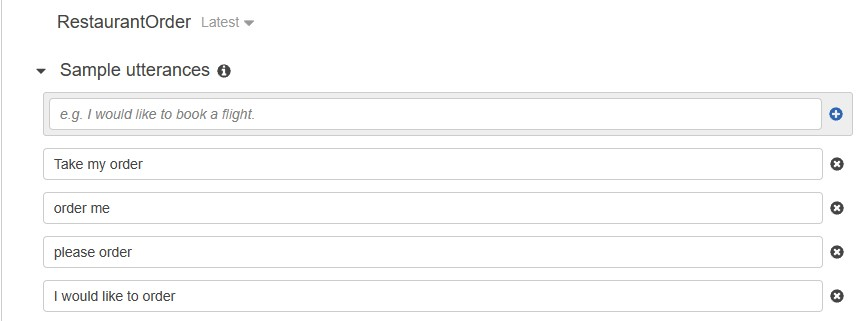 RestaurantOrder Latest
Sample utterances
e.g. I would like to book a flight.
Take my order
order me
please order
I would like to order